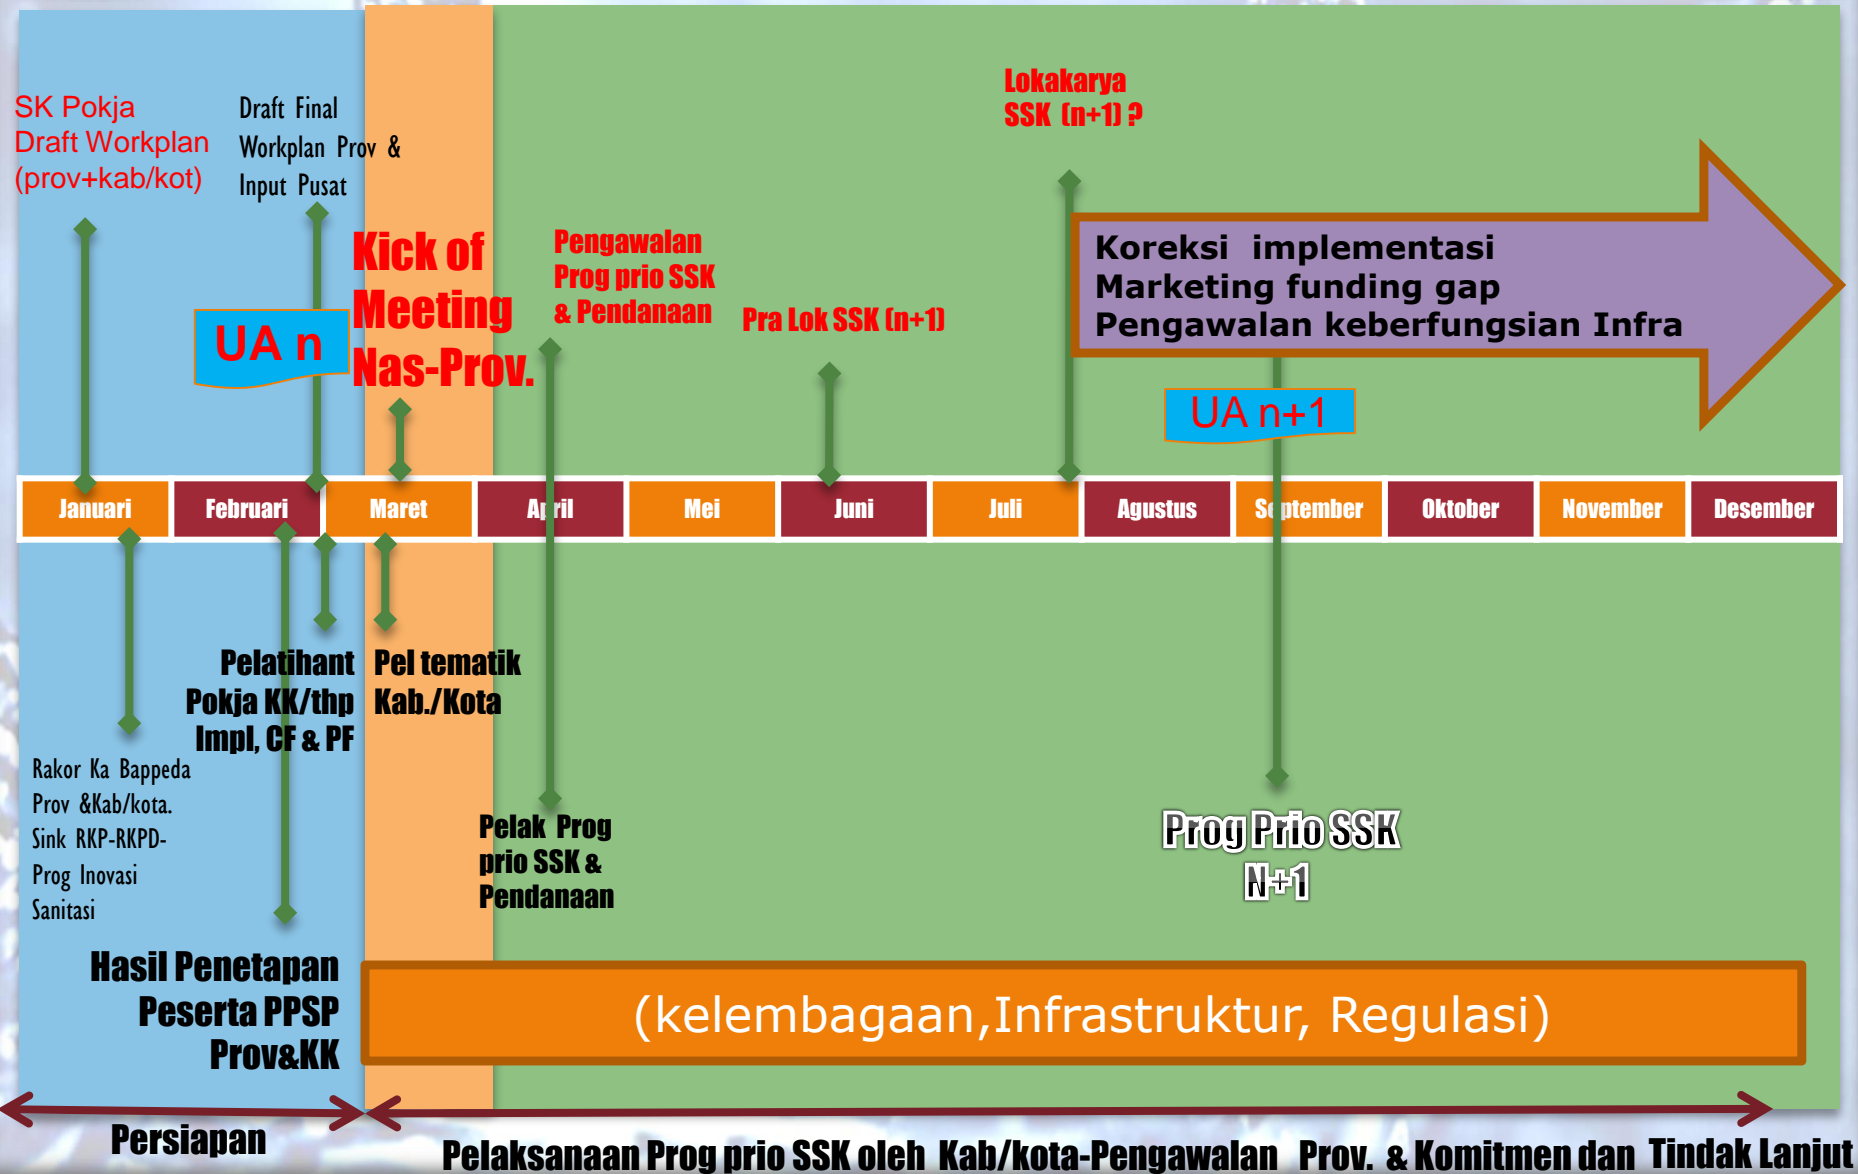 SK Pokja
Draft Workplan
(prov+kab/kot)
Draft Final
Workplan Prov &
Input Pusat
UA n
Kick of
Meeting
Nas-Prov.
Pengawalan
Prog prio SSK
& Pendanaan
Pra Lok SSK (n+1)
Lokakarya
SSK (n+1) ?
Koreksi implementasi
Marketing funding gap
Pengawalan keberfungsian Infra
UA n+1
Januari Februari Maret April Mei Juni Juli Agustus September Oktober November Desember
Rakor Ka Bappeda
Prov &Kab/kota.
Sink RKP-RKPD-
Prog Inovasi
Sanitasi
Pelatihant
Pokja KK/thp
Impl, CF & PF
Pel tematik
Kab./Kota
Pelak Prog
prio SSK &
Pendanaan
Prog Prio SSK
N+1
Hasil Penetapan
Peserta PPSP
Prov&KK
(kelembagaan,Infrastruktur, Regulasi)
Persiapan
Pelaksanaan Prog prio SSK oleh Kab/kota-Pengawalan Prov. & Komitmen dan Tindak Lanjut